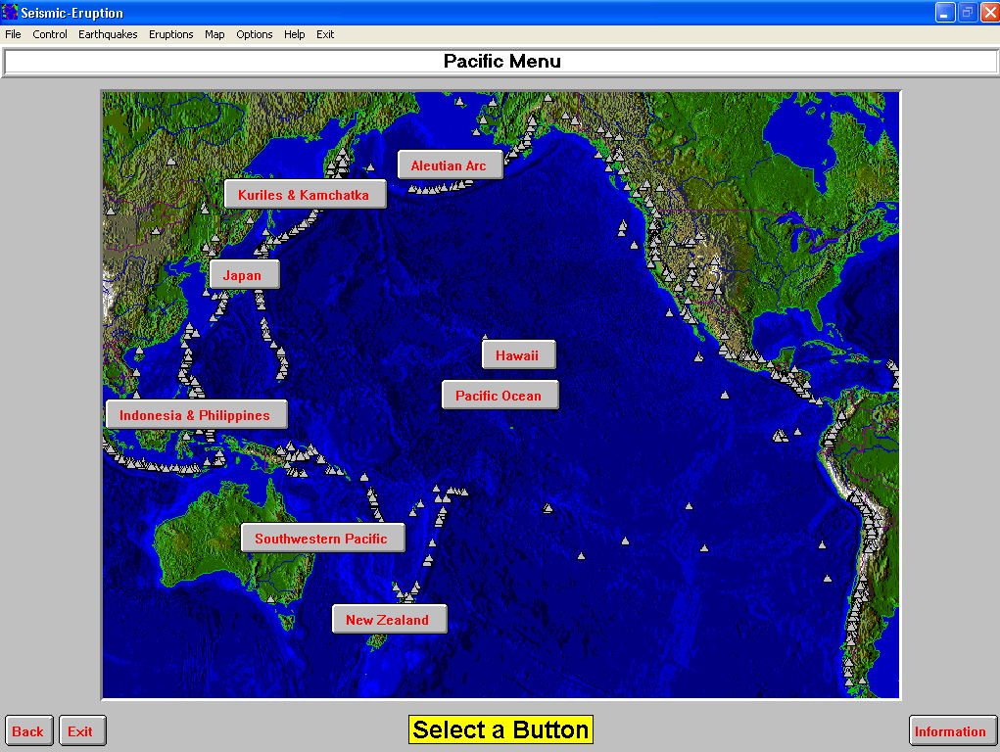 Seismic-Eruption
File Control Earthquakes Eruptions Map Options Help Exit
Pacific Menu
Aleutian Arc
Kuriles & Kamchatka
Japan
Hawaii
Pacific Ocean
Indonesia & Philippines
Southwestern Pacific
New Zealand
Back Exit Select a Button Information